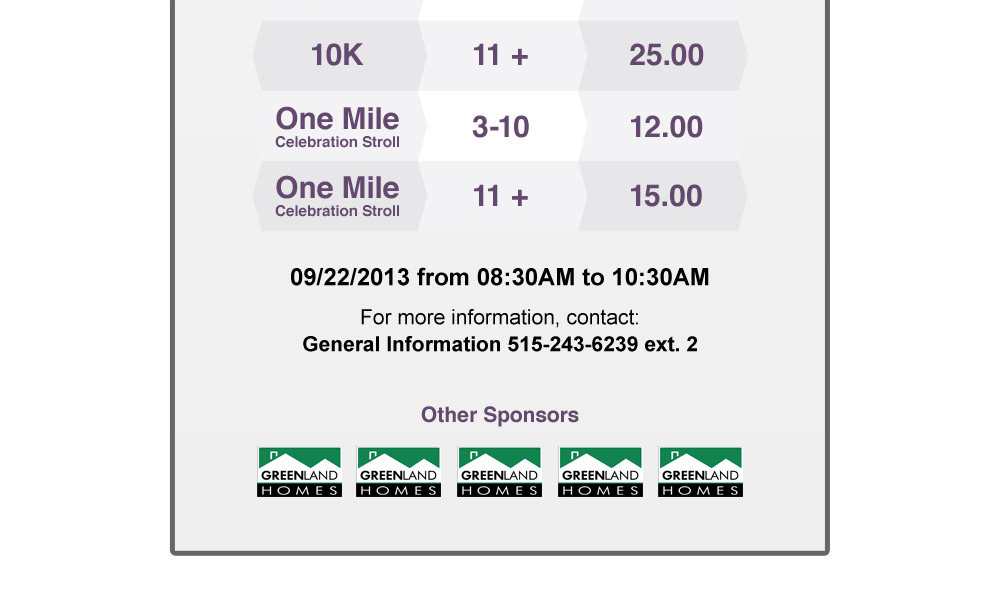 10K 11 + 25.00
One Mile 3-10 12.00
Celebration Stroll
One Mile 11 + 15.00
Celebration Stroll
09/22/2013 from 08:30AM to 10:30AM
For more information, contact:
General Information 515-243-6239 ext. 2
Other Sponsors
GREENLAND GREENLAND GREENLAND GREENLAND GREENLAND
HOMES HOMES HOMES HOMES HOMES